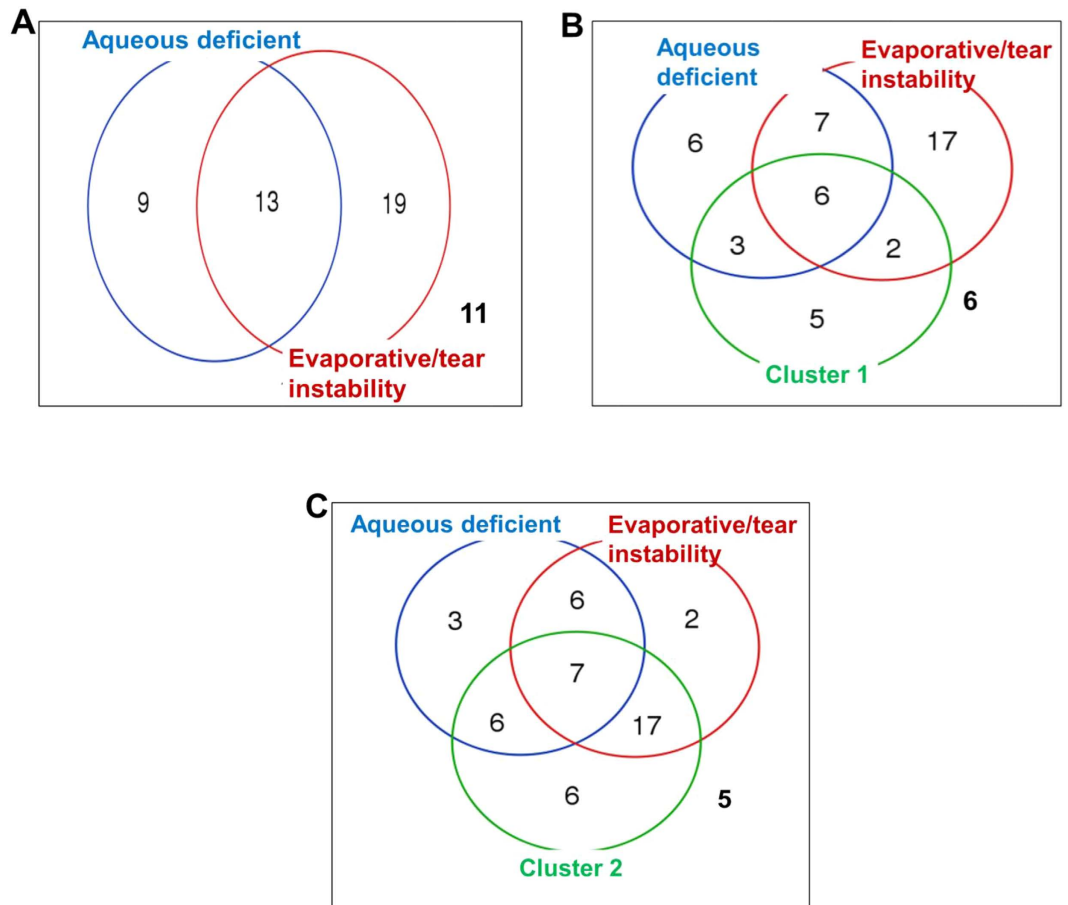 A
Aqueous deficient
9
13
19
11
Evaporative/tear
instability
B
Aqueous
deficient
Evaporative/tear
instability
6
7
17
6
3
2
5
6
Cluster 1
C
Aqueous deficient
Evaporative/tear
instability
3
6
2
7
6
17
6
5
Cluster 2